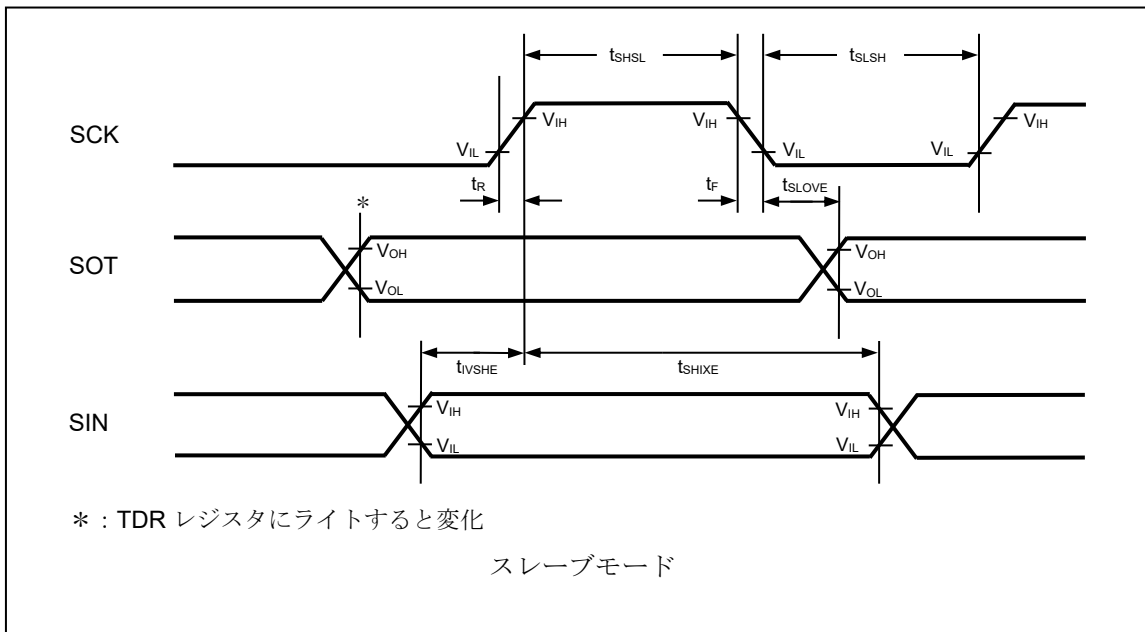 tSHSL tSLSH
SCK
VIH VIH VIH
VIL VIL VIL
tR tF tSLOVE
*
SOT
VOH VOH
VOL VOL
tIVSHE tSHIXE
SIN
VIH VIH
VIL VIL
*:TDR レジスタにライトすると変化
スレーブモード